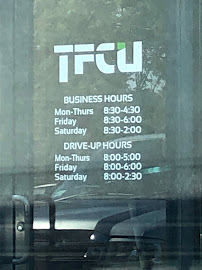 TFCU
BUSINESS HOURS
Mon-Thurs 8:30-4:30
Friday 8:30-6:00
Saturday 8:30-2:00
DRIVE-UP HOURS
Mon-Thurs 8:00-5:00
Friday 8:00-6:00
Saturday 8:00-2:30